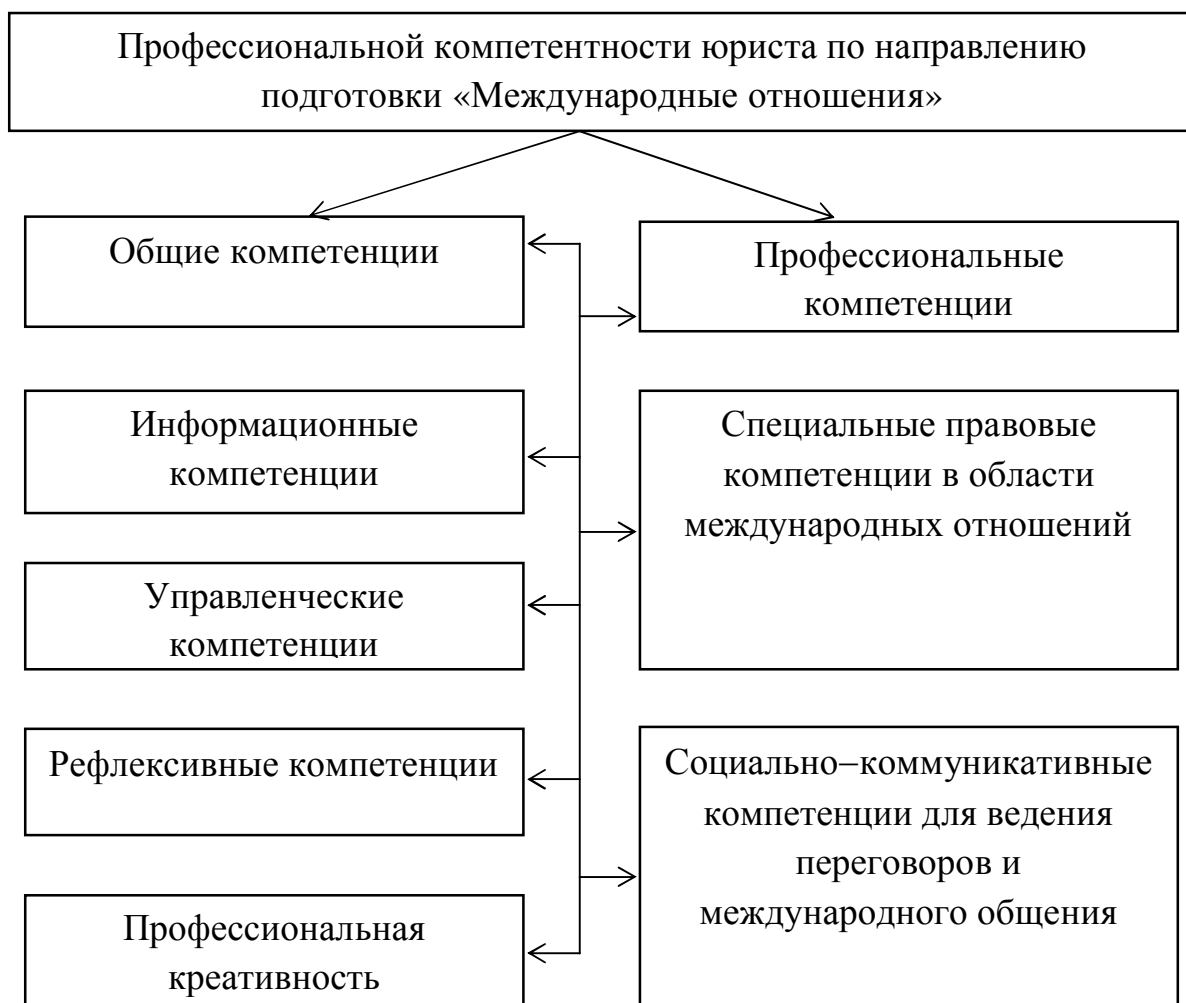 Профессиональной компетентности юриста по направлению
подготовки «Международные отношения»
Общие компетенции
Профессиональные
компетенции
Информационные
компетенции
Специальные правовые
компетенции в области
международных отношений
Управленческие
компетенции
Рефлексивные компетенции
Социально–коммуникативные
компетенции для ведения
переговоров и
международного общения
Профессиональная
креативность